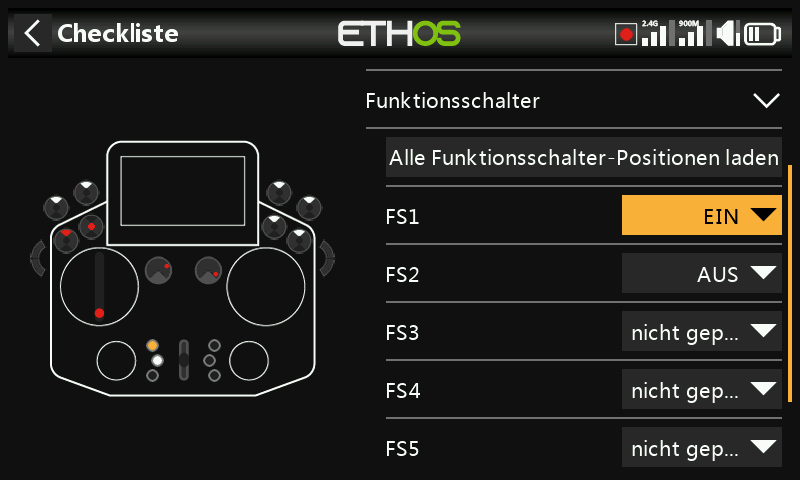 Checkliste
ETHOS
2.4G
900M
Funktionsschalter
Alle Funktionsschalter-Positionen laden
FS1 EIN
FS2 AUS
FS3 nicht gep...
FS4 nicht gep...
FS5 nicht gep...